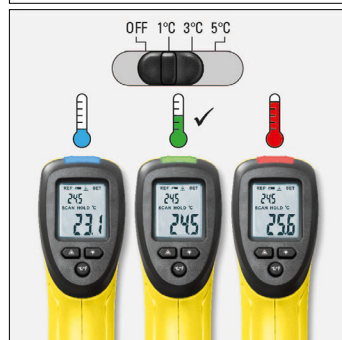 OFF 1°C 3°C 5°C
REF SET
24.5
SCAN HOLD °C
23.1
REF SET
24.5
SCAN HOLD °C
24.5
REF SET
24.5
SCAN HOLD °C
25.6
°C/°F
°C/°F
°C/°F